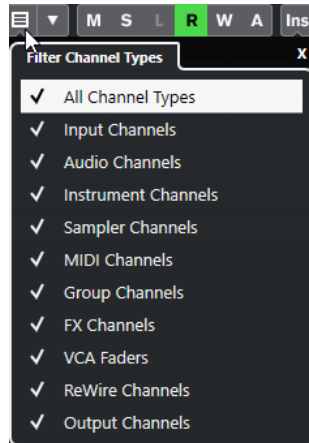 M S L R W A Ins
Filter Channel Types X
All Channel Types
Input Channels
Audio Channels
Instrument Channels
Sampler Channels
MIDI Channels
Group Channels
FX Channels
VCA Faders
ReWire Channels
Output Channels